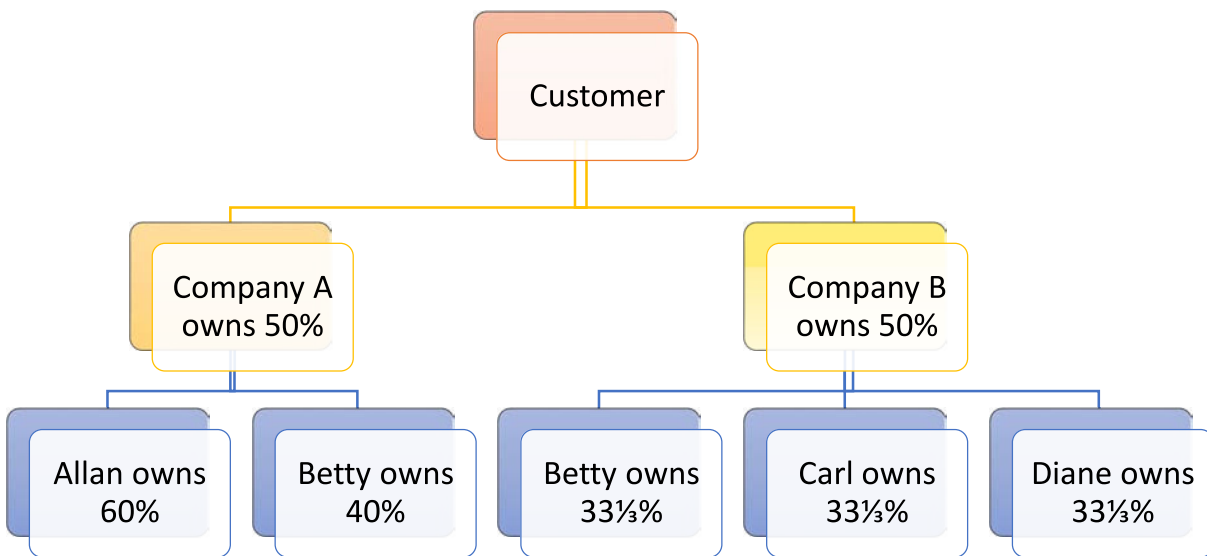 Customer
Company A
owns 50%
Company B
owns 50%
Allan owns
60%
Betty owns
40%
Betty owns
33⅓%
Carl owns
33⅓%
Diane owns
33⅓%